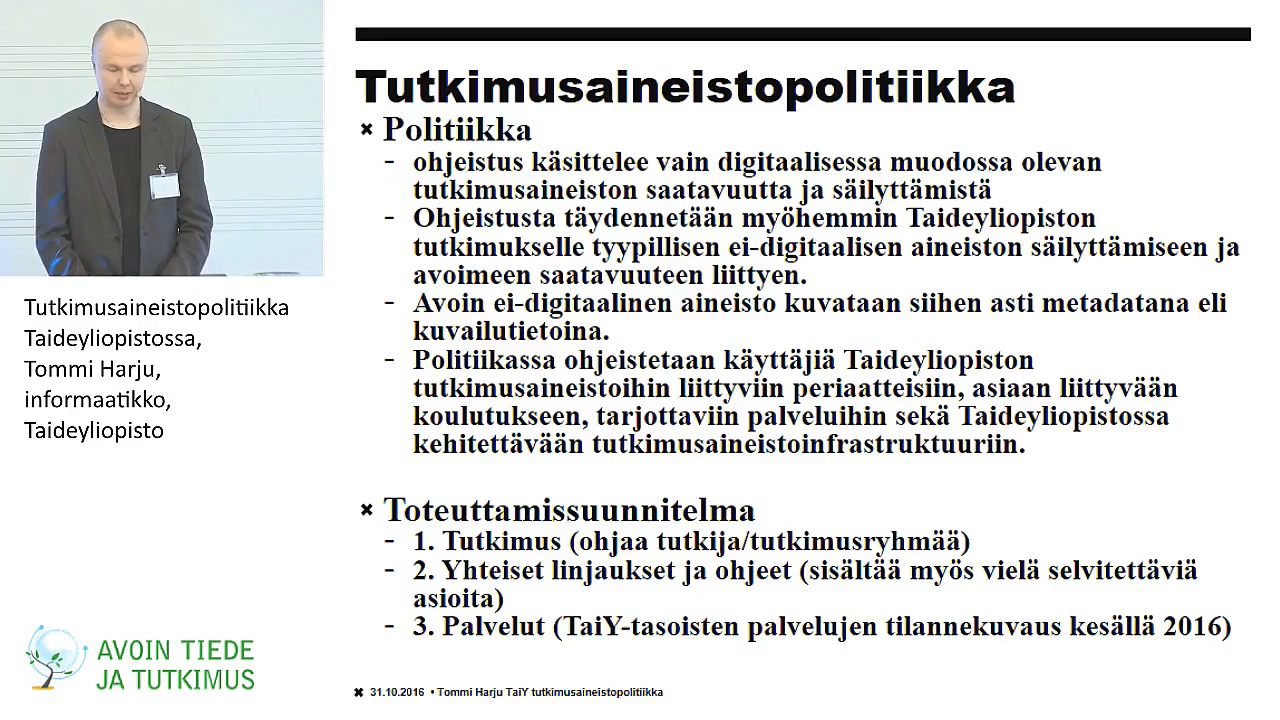 Tutkimusaineistopolitiikka
✖ Politiikka
- ohjeistus käsittelee vain digitaalisessa muodossa olevan
tutkimusaineiston saatavuutta ja säilyttämistä
- Ohjeistusta täydennetään myöhemmin Taideyliopiston
tutkimukselle tyypillisen ei-digitaalisen aineiston säilyttämiseen ja
avoimeen saatavuuteen liittyen.
- Avoin ei-digitaalinen aineisto kuvataan siihen asti metadatana eli
kuvailutietoina.
- Politiikassa ohjeistetaan käyttäjiä Taideyliopiston
tutkimusaineistoihin liittyviin periaatteisiin, asiaan liittyvään
koulutukseen, tarjottaviin palveluihin sekä Taideyliopistossa
kehitettävään tutkimusaineistoinfrastruktuuriin.
✖ Toteuttamissuunnitelma
- 1. Tutkimus (ohjaa tutkija/tutkimusryhmää)
- 2. Yhteiset linjaukset ja ohjeet (sisältää myös vielä selvitettäviä
asioita)
- 3. Palvelut (TaiY-tasoisten palvelujen tilannekuvaus kesällä 2016)
✖ 31.10.2016 • Tommi Harju TaiY tutkimusaineistopolitiikka
Tutkimusaineistopolitiikka
Taideyliopistossa,
Tommi Harju,
informaatikko,
Taideyliopisto
AVOIN TIEDE
JA TUTKIMUS